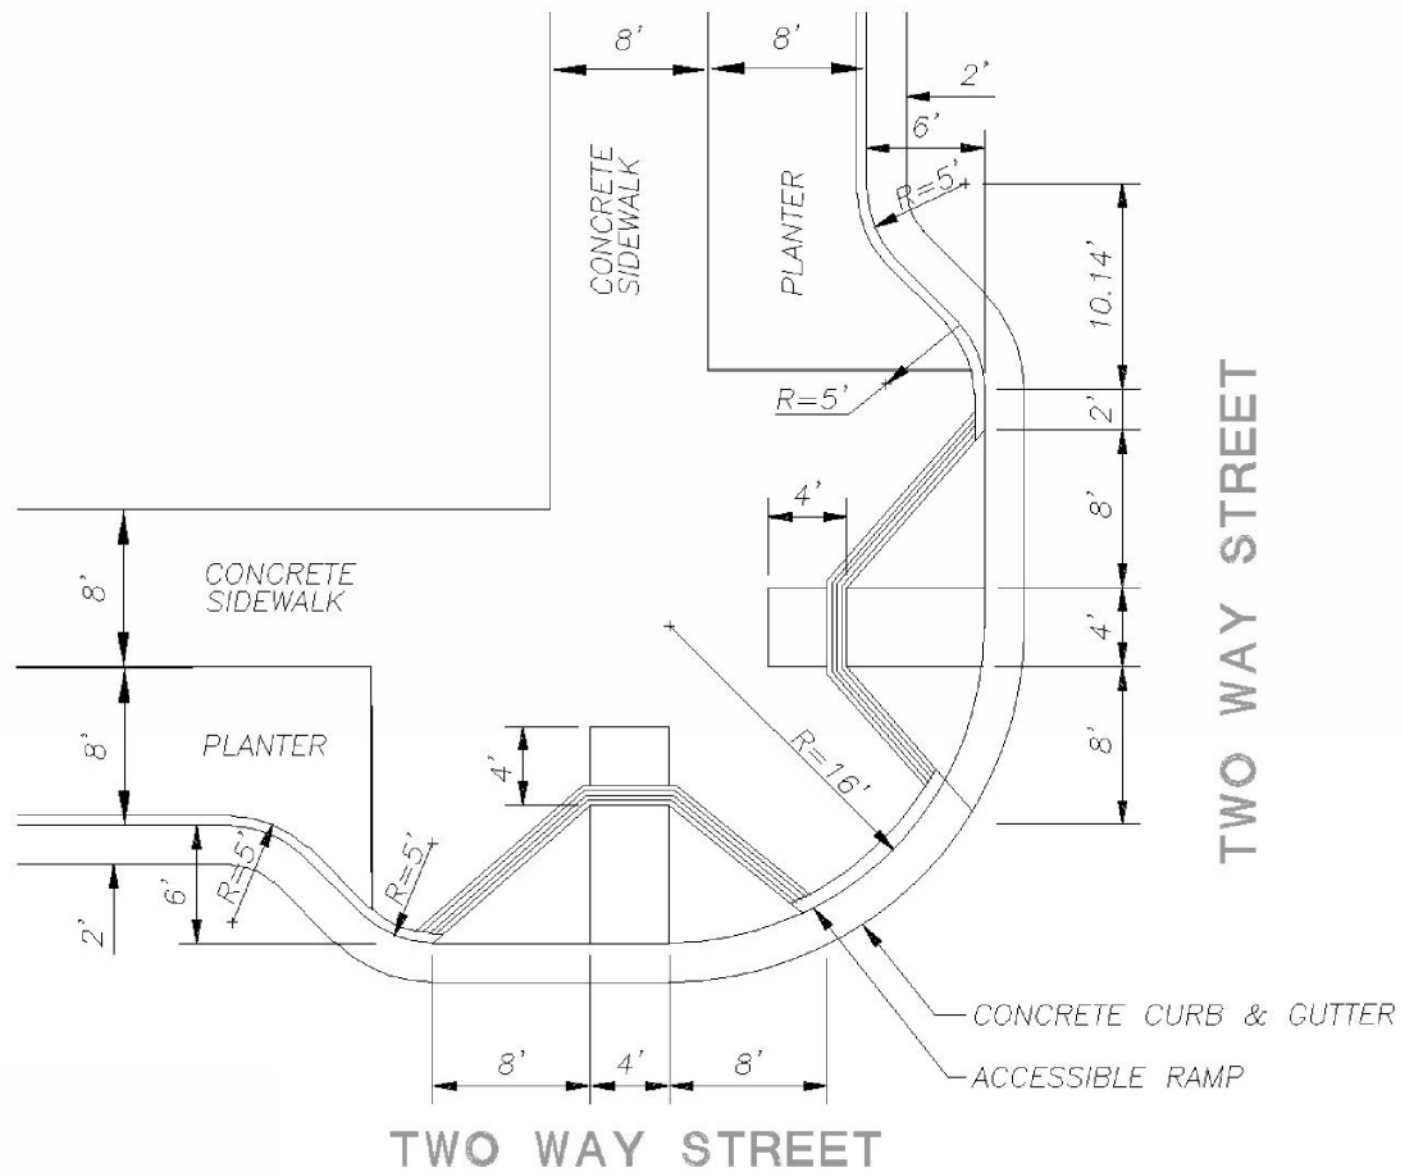 8'
8'
2'
6'
R=5'
CONCRETE
SIDEWALK
PLANTER
10.14'
R=5'
2'
8'
4'
4'
8'
TWO WAY STREET
8'
CONCRETE
SIDEWALK
8'
PLANTER
4'
R=16'
R=5'
R=5'
6'
2'
8'
4'
8'
CONCRETE CURB & GUTTER
ACCESSIBLE RAMP
TWO WAY STREET